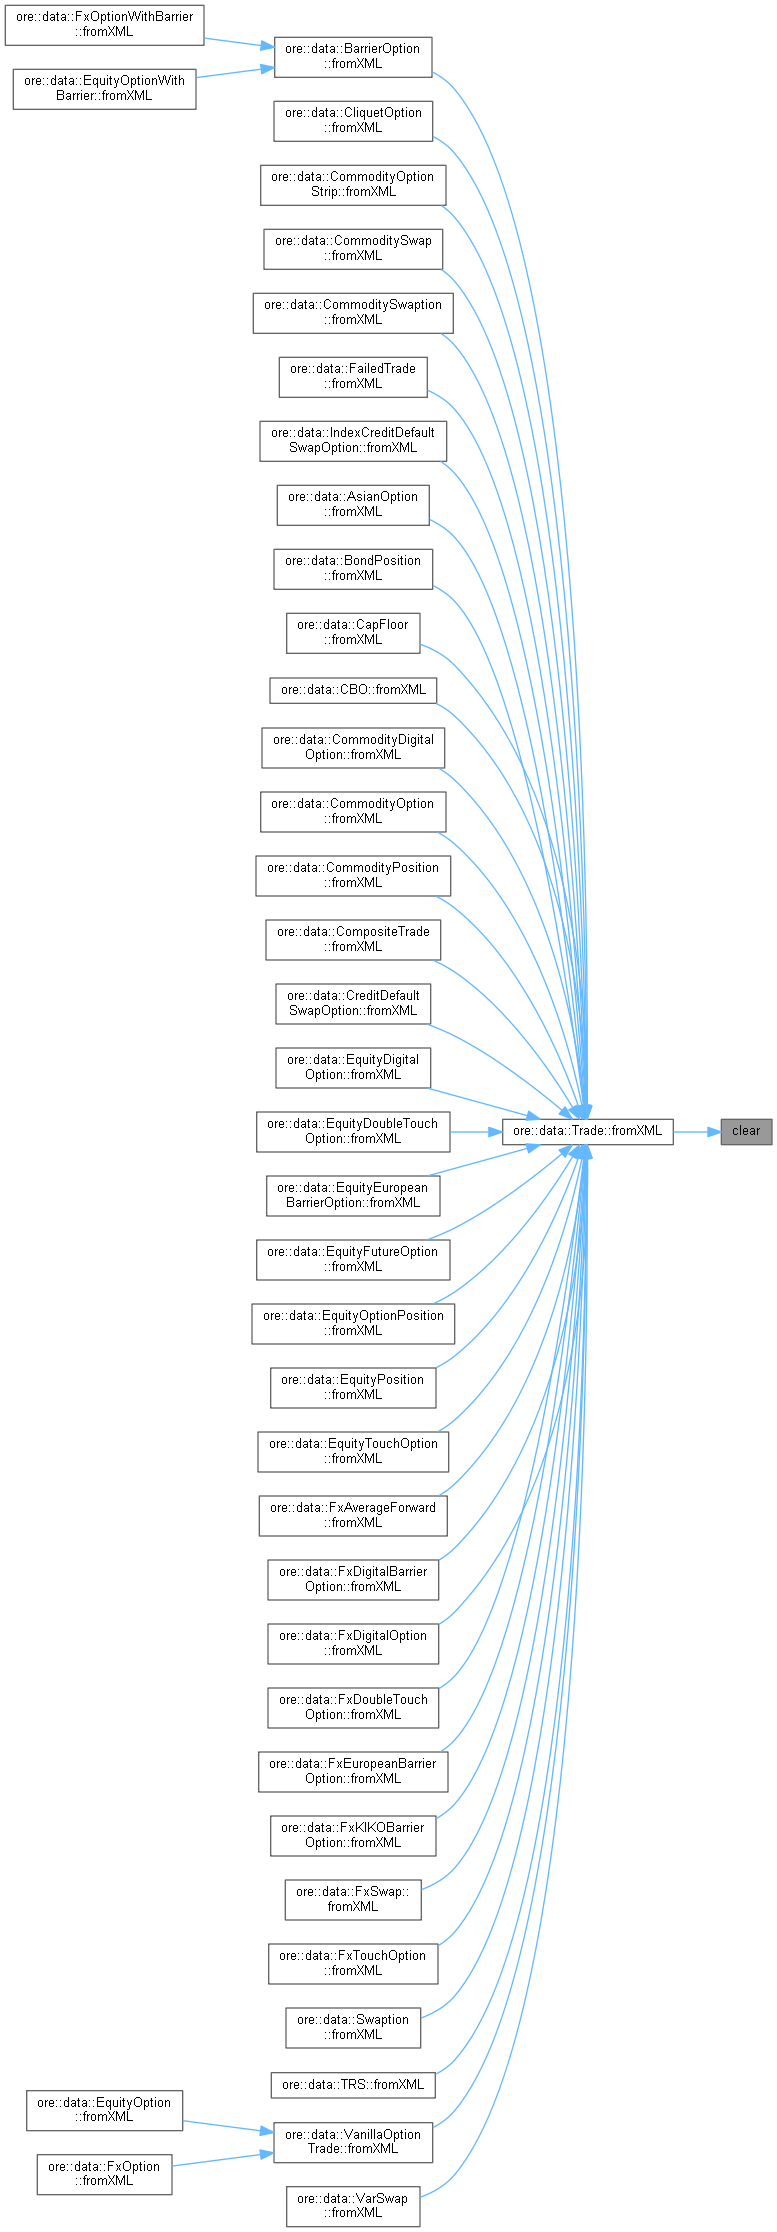 ore::data::FxOptionWithBarrier
::fromXML
ore::data::EquityOptionWith
Barrier::fromXML
ore::data::BarrierOption
::fromXML
ore::data::CliquetOption
::fromXML
ore::data::CommodityOption
Strip::fromXML
ore::data::CommoditySwap
::fromXML
ore::data::CommoditySwaption
::fromXML
ore::data::FailedTrade
::fromXML
ore::data::IndexCreditDefault
SwapOption::fromXML
ore::data::AsianOption
::fromXML
ore::data::BondPosition
::fromXML
ore::data::CapFloor
::fromXML
ore::data::CBO::fromXML
ore::data::CommodityDigital
Option::fromXML
ore::data::CommodityOption
::fromXML
ore::data::CommodityPosition
::fromXML
ore::data::CompositeTrade
::fromXML
ore::data::CreditDefault
SwapOption::fromXML
ore::data::EquityDigital
Option::fromXML
ore::data::EquityDoubleTouch
Option::fromXML
ore::data::Trade::fromXML
clear
ore::data::EquityEuropean
BarrierOption::fromXML
ore::data::EquityFutureOption
::fromXML
ore::data::EquityOptionPosition
::fromXML
ore::data::EquityPosition
::fromXML
ore::data::EquityTouchOption
::fromXML
ore::data::FxAverageForward
::fromXML
ore::data::FxDigitalBarrier
Option::fromXML
ore::data::FxDigitalOption
::fromXML
ore::data::FxDoubleTouch
Option::fromXML
ore::data::FxEuropeanBarrier
Option::fromXML
ore::data::FxKIKOBarrier
Option::fromXML
ore::data::FxSwap::
fromXML
ore::data::FxTouchOption
::fromXML
ore::data::Swaption
::fromXML
ore::data::TRS::fromXML
ore::data::EquityOption
::fromXML
ore::data::VanillaOption
Trade::fromXML
ore::data::FxOption
::fromXML
ore::data::VarSwap
::fromXML